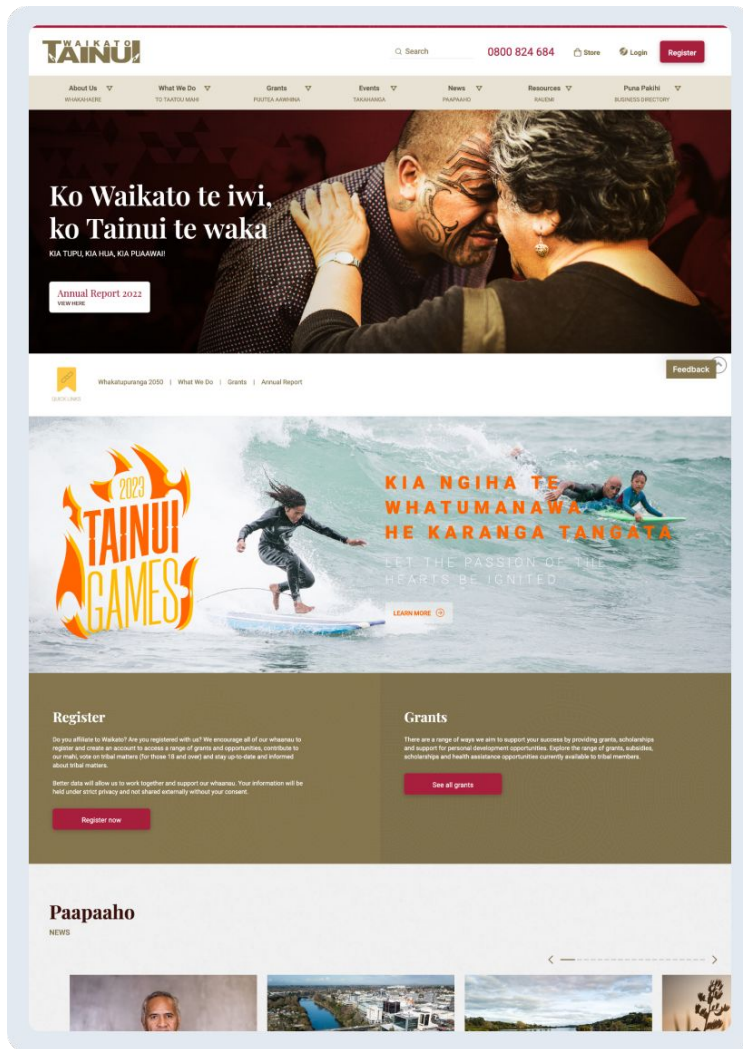 WAIKATO
TAINUI
Search
0800 824 684
Store
Login
Register
About Us
WHAKAHAERE
What We Do
TO TAATOU MAHI
Grants
PUUTEA AAWHINA
Events
TAKAHANGA
News
PAAPAAHO
Resources
RAUEMI
Puna Pakihi
BUSINESS DIRECTORY
Ko Waikato te iwi,
ko Tainui te waka
KIA TUPU, KIA HUA, KIA PUAAWAI!
Annual Report 2022
VIEW HERE
Feedback
QUICK LINKS
Whakatupuranga 2050 | What We Do | Grants | Annual Report
2023
TAINUI
GAMES
KIA NGIHA TE
WHATUMANAWA,
HE KARANGA TANGATA
LET THE PASSION OF THE
HEARTS BE IGNITED
LEARN MORE
Register
Do you affiliate to Waikato? Are you registered with us? We encourage all of our whaanau to
register and create an account to access a range of grants and opportunities, contribute to
our mahi, vote on tribal matters (for those 18 and over) and stay up-to-date and informed
about tribal matters.
Better data will allow us to work together and support our whaanau. Your information will be
held under strict privacy and not shared externally without your consent.
Register now
Grants
There are a range of ways we aim to support your success by providing grants, scholarships
and support for personal development opportunities. Explore the range of grants, subsidies,
scholarships and health assistance opportunities currently available to tribal members.
See all grants
Paapaaho
NEWS